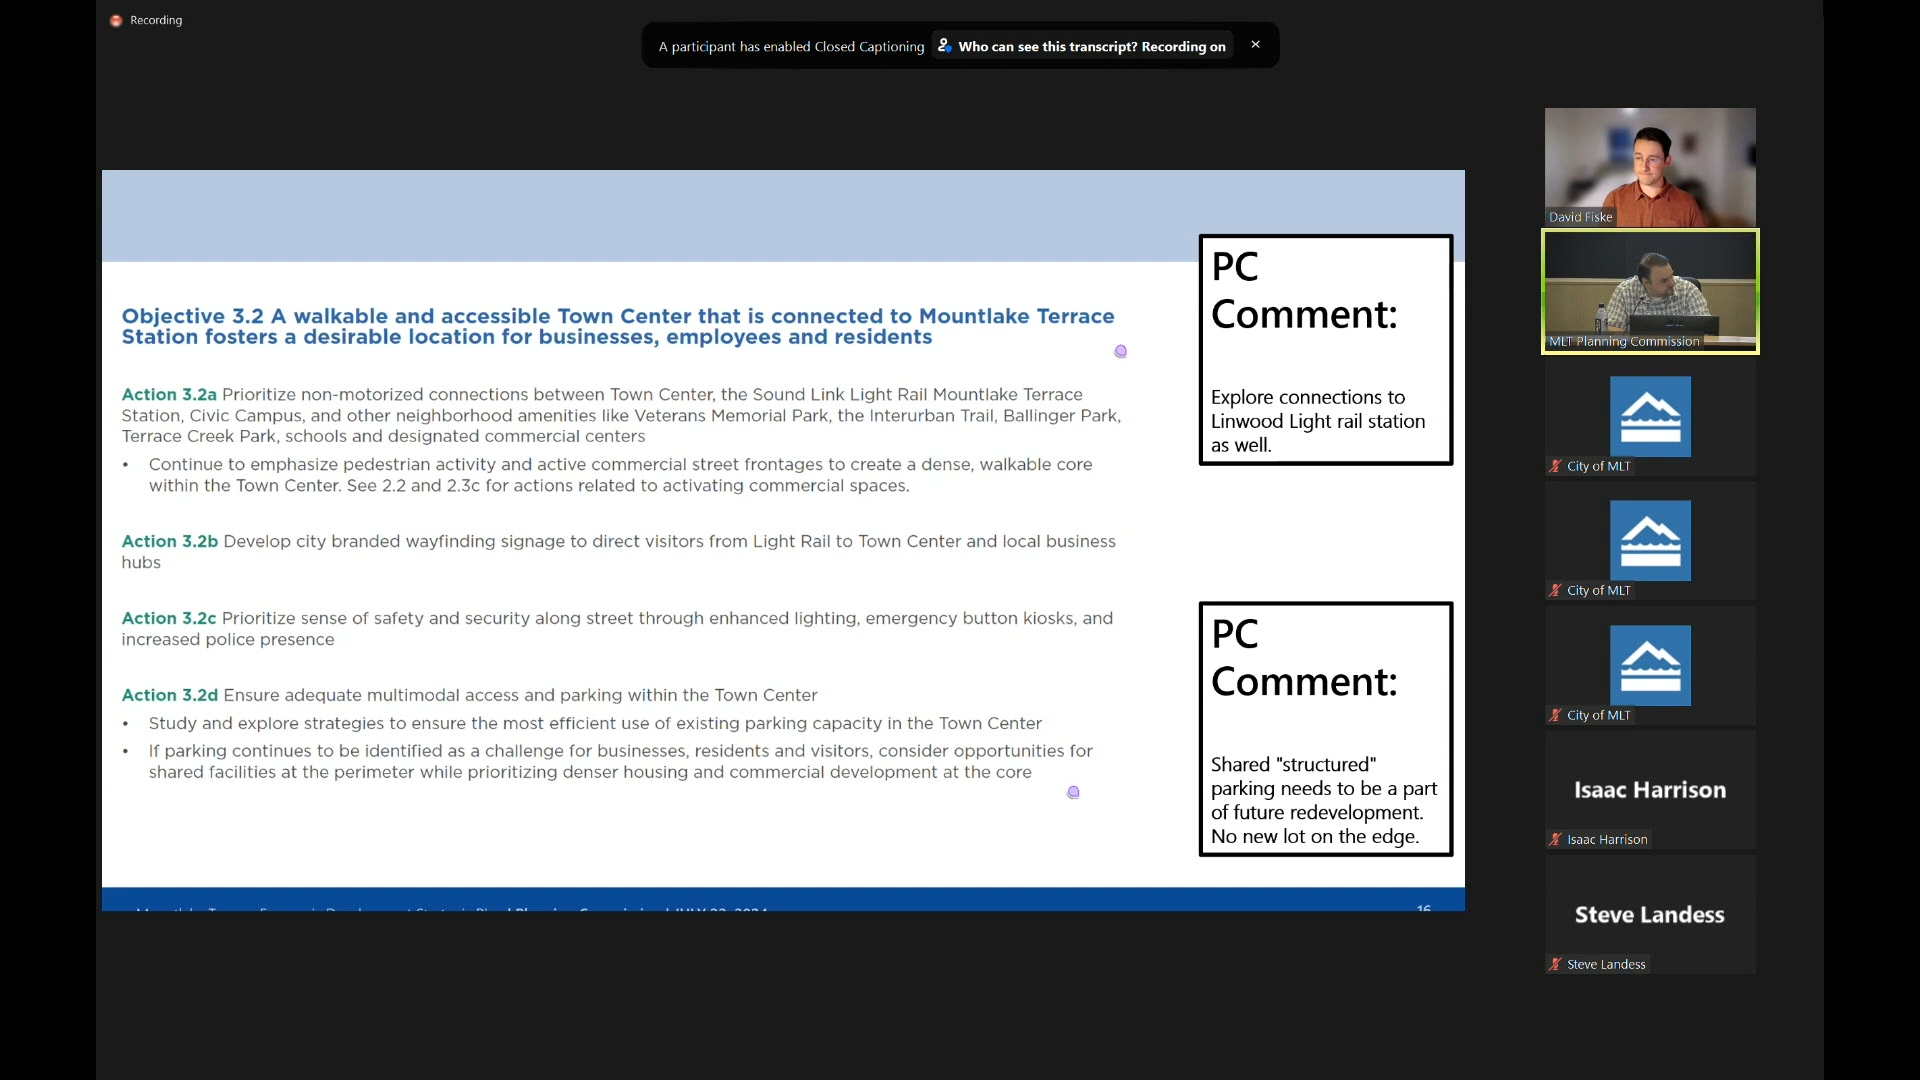 Recording
A participant has enabled Closed Captioning Who can see this transcript? Recording on
Objective 3.2 A walkable and accessible Town Center that is connected to Mountlake Terrace
Station fosters a desirable location for businesses, employees and residents
Action 3.2a Prioritize non-motorized connections between Town Center, the Sound Link Light Rail Mountlake Terrace
Station, Civic Campus, and other neighborhood amenities like Veterans Memorial Park, the Interurban Trail, Ballinger Park,
Terrace Creek Park, schools and designated commercial centers
• Continue to emphasize pedestrian activity and active commercial street frontages to create a dense, walkable core
within the Town Center. See 2.2 and 2.3c for actions related to activating commercial spaces.
Action 3.2b Develop city branded wayfinding signage to direct visitors from Light Rail to Town Center and local business
hubs
Action 3.2c Prioritize sense of safety and security along street through enhanced lighting, emergency button kiosks, and
increased police presence
Action 3.2d Ensure adequate multimodal access and parking within the Town Center
• Study and explore strategies to ensure the most efficient use of existing parking capacity in the Town Center
• If parking continues to be identified as a challenge for businesses, residents and visitors, consider opportunities for
shared facilities at the perimeter while prioritizing denser housing and commercial development at the core
PC
Comment:
Explore connections to
Linwood Light rail station
as well.
PC
Comment:
Shared "structured"
parking needs to be a part
of future redevelopment.
No new lot on the edge.
16
David Fiske
MLT Planning Commission
City of MLT
City of MLT
City of MLT
Isaac Harrison
Isaac Harrison
Steve Landess
Steve Landess